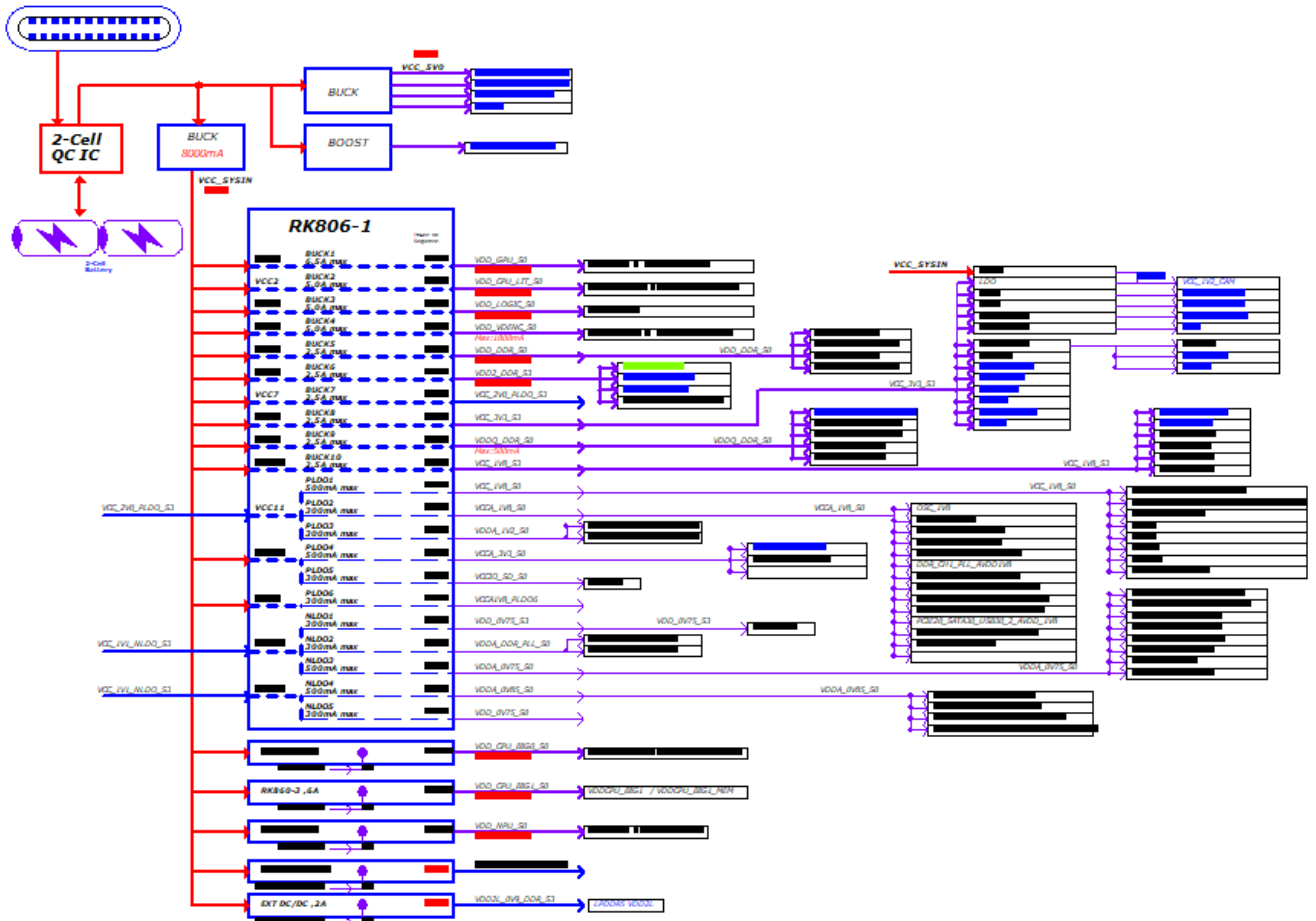 VCC_5V0
BUCK
2-Cell
QC IC
BUCK
8000mA
BOOST
VCC_SYSIN
2-Cell
Battery
RK806-1
BUCK1
6.5A max
VDD_GPU_S0
VCC_SYSIN
VCC2
BUCK2
5.0A max
LDO
VCC_1V2_CAM
BUCK3
5.0A max
VDD_LOGIC_S0
BUCK4
5.0A max
VDD_VDENC_S0
BUCK5
2.5A max
VDD_DDR_S0
VDD_DDR_S0
BUCK6
2.5A max
VDD2_DDR_S3
VCC7
BUCK7
2.5A max
VCC_2V0_PLDO_S3
VCC_3V3_S3
BUCK8
2.5A max
VCC_3V3_S3
BUCK9
2.5A max
VDDQ_DDR_S0
VDDQ_DDR_S0
Max:500mA
BUCK10
2.5A max
VCC_1V8_S3
VCC_1V8_S3
PLDO1
500mA max
VCC_1V8_S0
VCC_1V8_S0
VCC_2V0_PLDO_S3
VCC11
PLDO2
300mA max
VCCA_1V8_S0
VCCA_1V8_S0
OSC_1V8
PLDO3
300mA max
VDDA_1V2_S0
PLDO4
500mA max
VCCA_3V3_S0
DDR_CH1_PLL_AVDD1V8
PLDO5
300mA max
VCCIO_SD_S0
PLDO6
300mA max
VCCA1V8_PLDO6
NLDO1
300mA max
VDD_0V75_S3
VDD_0V75_S3
PCIE20_SATA30_USB30_2_AVDD_1V8
VCC_1V1_NLDO_S3
NLDO2
300mA max
VDDA_DDR_PLL_S0
NLDO3
500mA max
VDDA_0V75_S0
VDDA_0V75_S0
VCC_1V1_NLDO_S3
NLDO4
500mA max
VDDA_0V85_S0
VDDA_0V85_S0
NLDO5
300mA max
VDD_0V75_S0
VDD_CPU_BIG0_S0
RK860-3 ,6A
VDD_CPU_BIG1_S0
VDDCPU_BIG1 / VDDCPU_BIG1_MEM
VDD_NPU_S0
EXT DC/DC ,2A
VDD2L_0V9_DDR_S3
LPDDR5 VDD2L